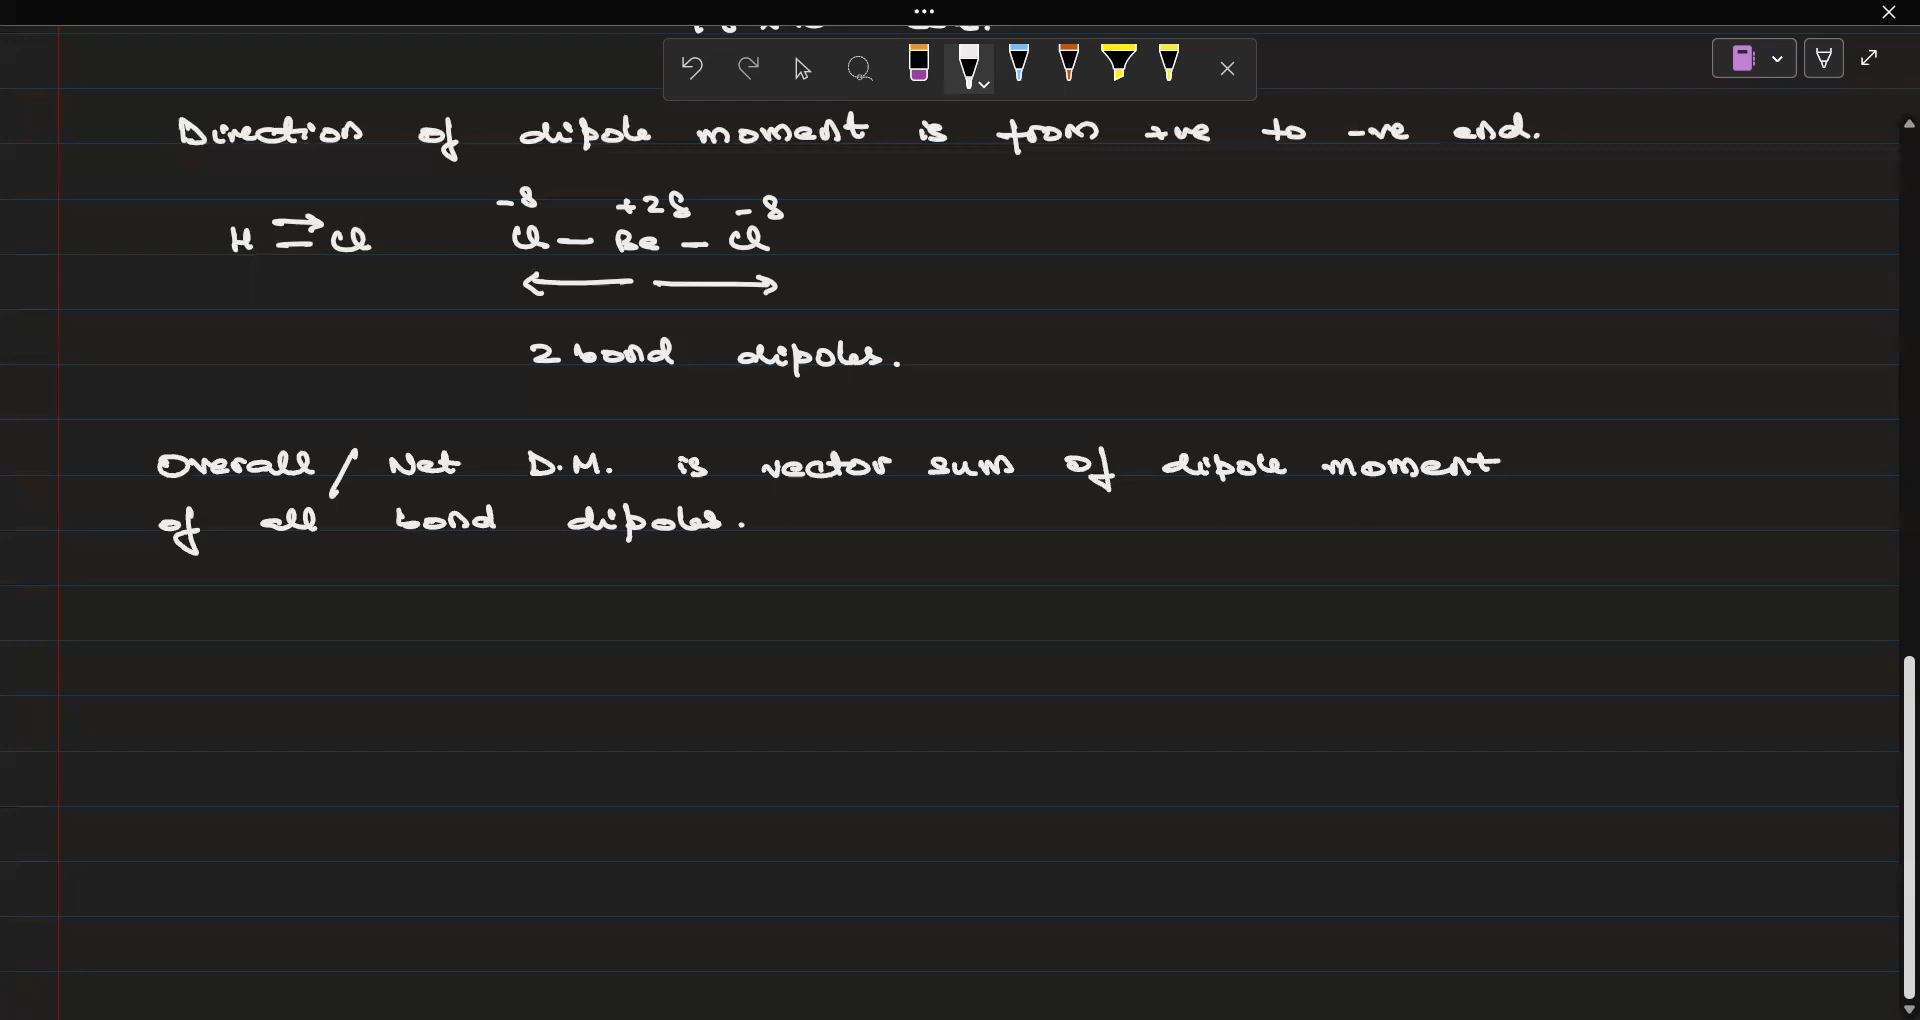 Direction of dipole moment is from +ve to -ve end.
-δ +2δ -δ
H — Cl Cl — Be — Cl
2 bond dipoles.
Overall / Net D.M. is vector sum of dipole moment
of all bond dipoles.